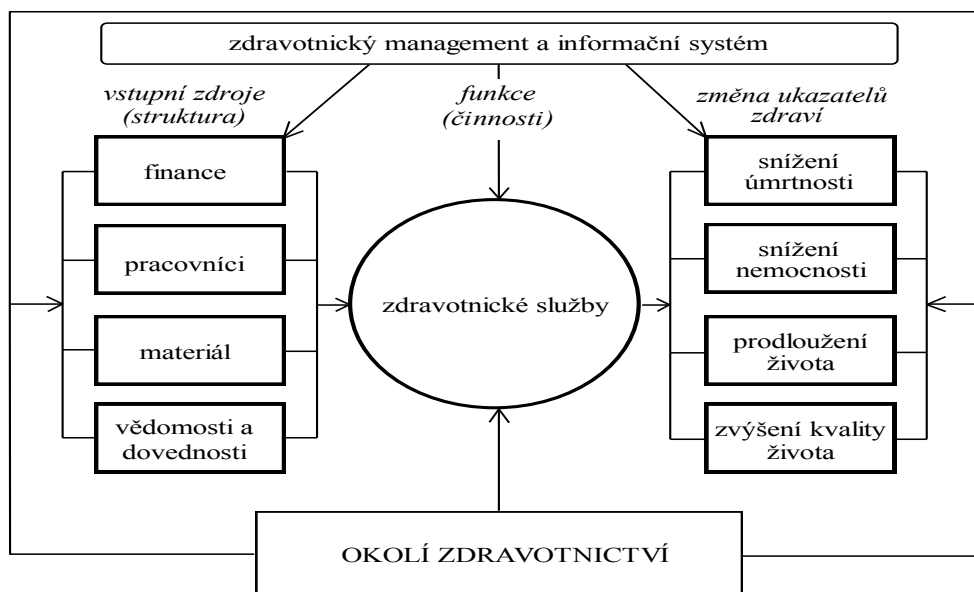 zdravotnický management a informační systém
vstupní zdroje
(struktura)
funkce
(činnosti)
změna ukazatelů
zdraví
finance
pracovníci
materiál
vědomosti a
dovednosti
zdravotnické služby
snížení
úmrtnosti
snížení
nemocnosti
prodloužení
života
zvýšení kvality
života
OKOLÍ ZDRAVOTNICTVÍ